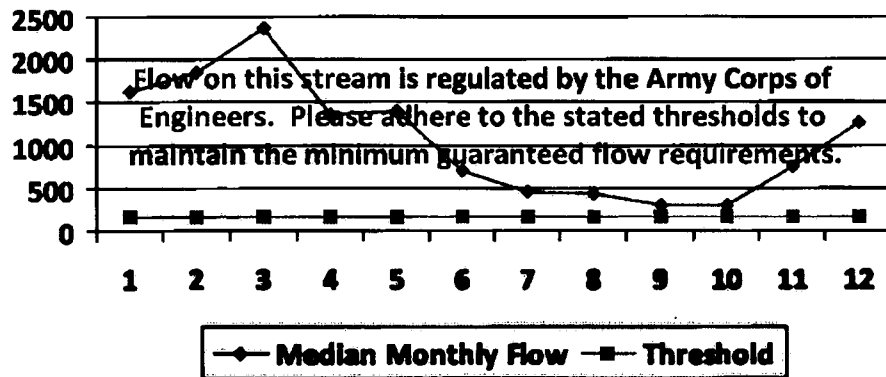 2500
2000
1500
1000
500
0
Flow on this stream is regulated by the Army Corps of
Engineers. Please adhere to the stated thresholds to
maintain the minimum guaranteed flow requirements.
1 2 3 4 5 6 7 8 9 10 11 12
Median Monthly Flow Threshold